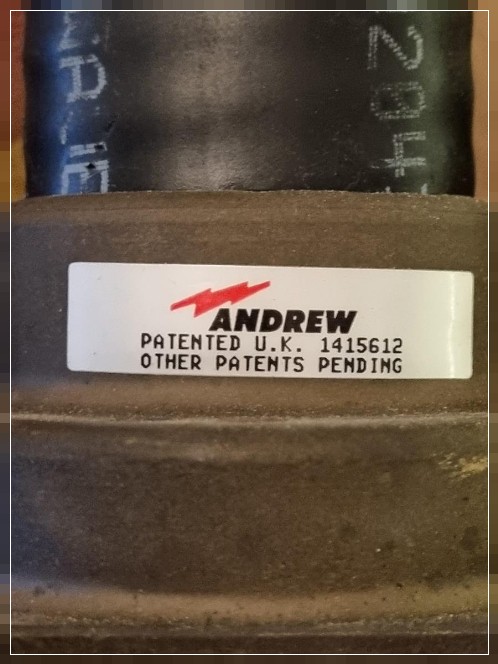 ANDREW
PATENTED U.K. 1415612
OTHER PATENTS PENDING